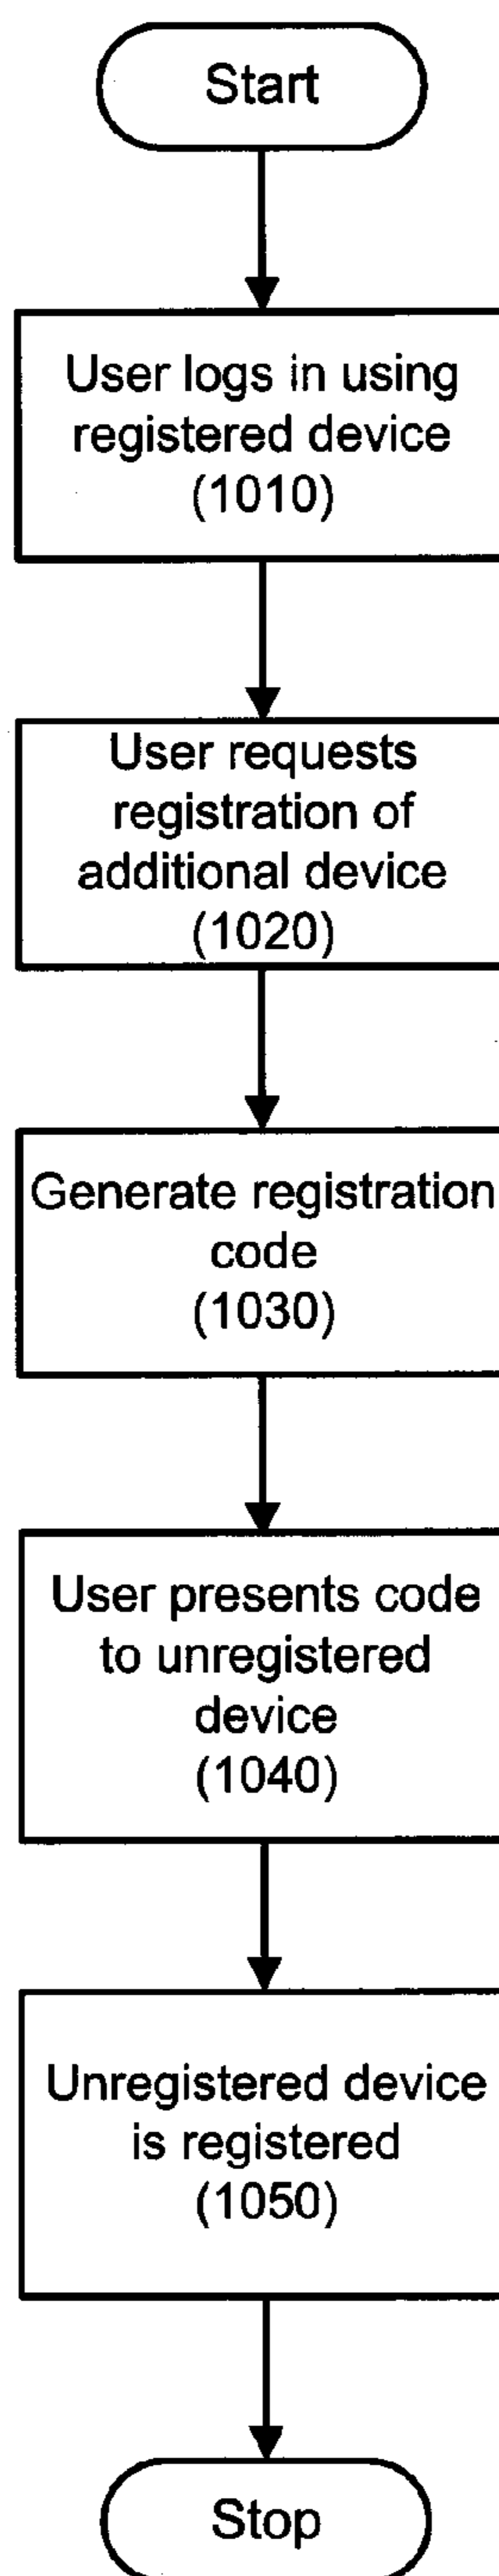 Start
User logs in using
registered device
(1010)
User requests
registration of
additional device
(1020)
Generate registration
code
(1030)
User presents code
to unregistered
device
(1040)
Unregistered device
is registered
(1050)
Stop